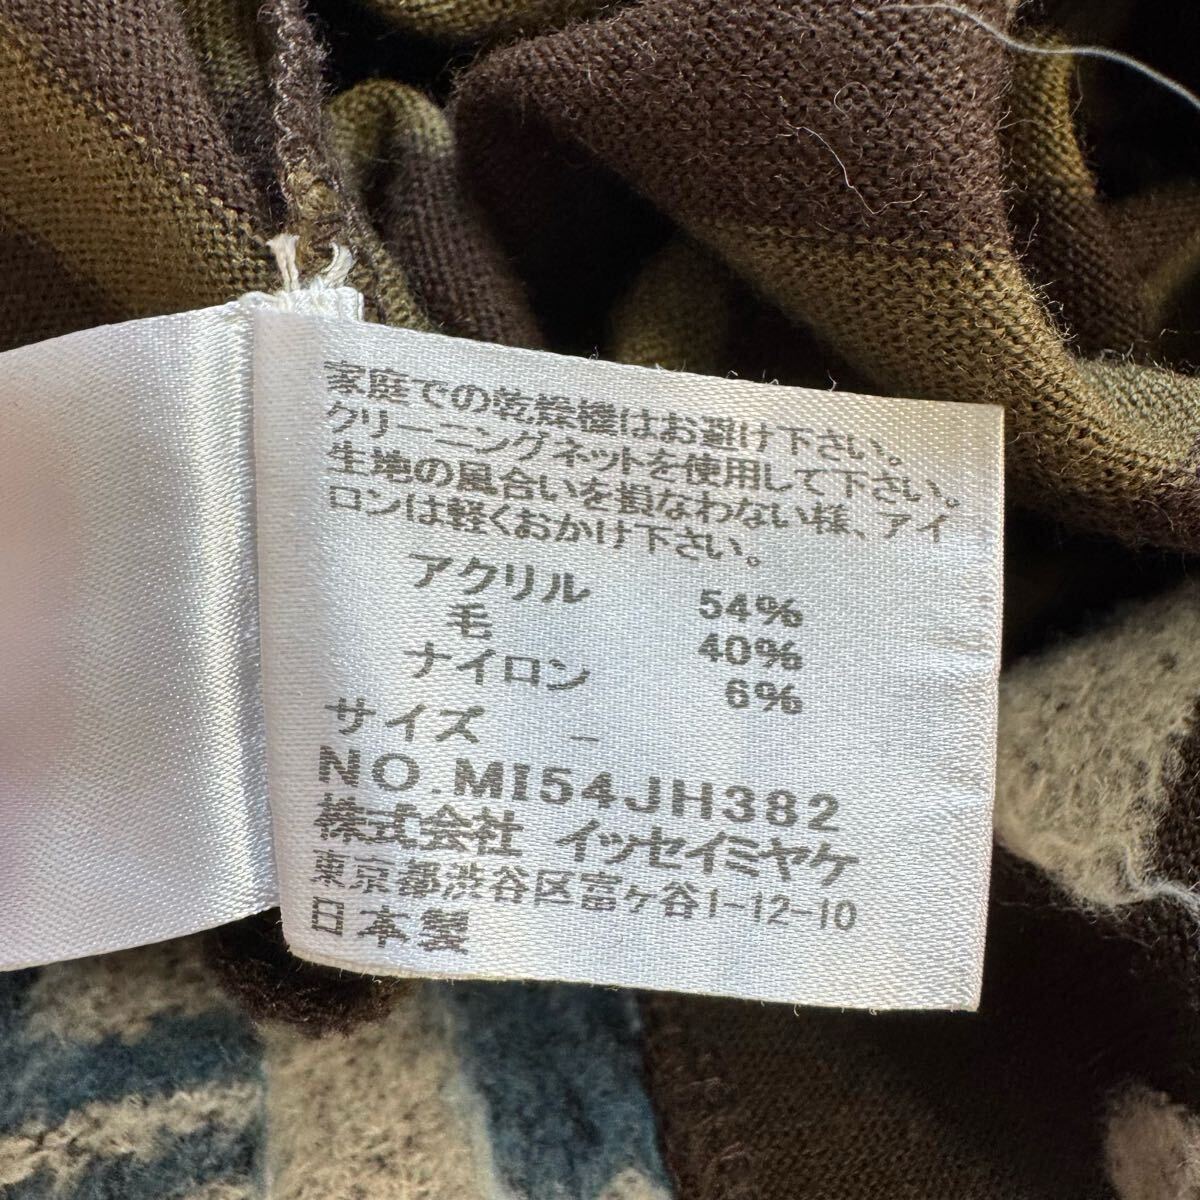 家庭での乾燥機はお避け下さい。
クリーニングネットを使用して下さい。
生地の風合いを損なわない様、アイ
ロンは軽くおかけ下さい。
アクリル 54%
毛 40%
ナイロン 6%
サイズ −
NO.MI54JH382
株式会社 イッセイミヤケ
東京都渋谷区富ヶ谷1-12-10
日本製